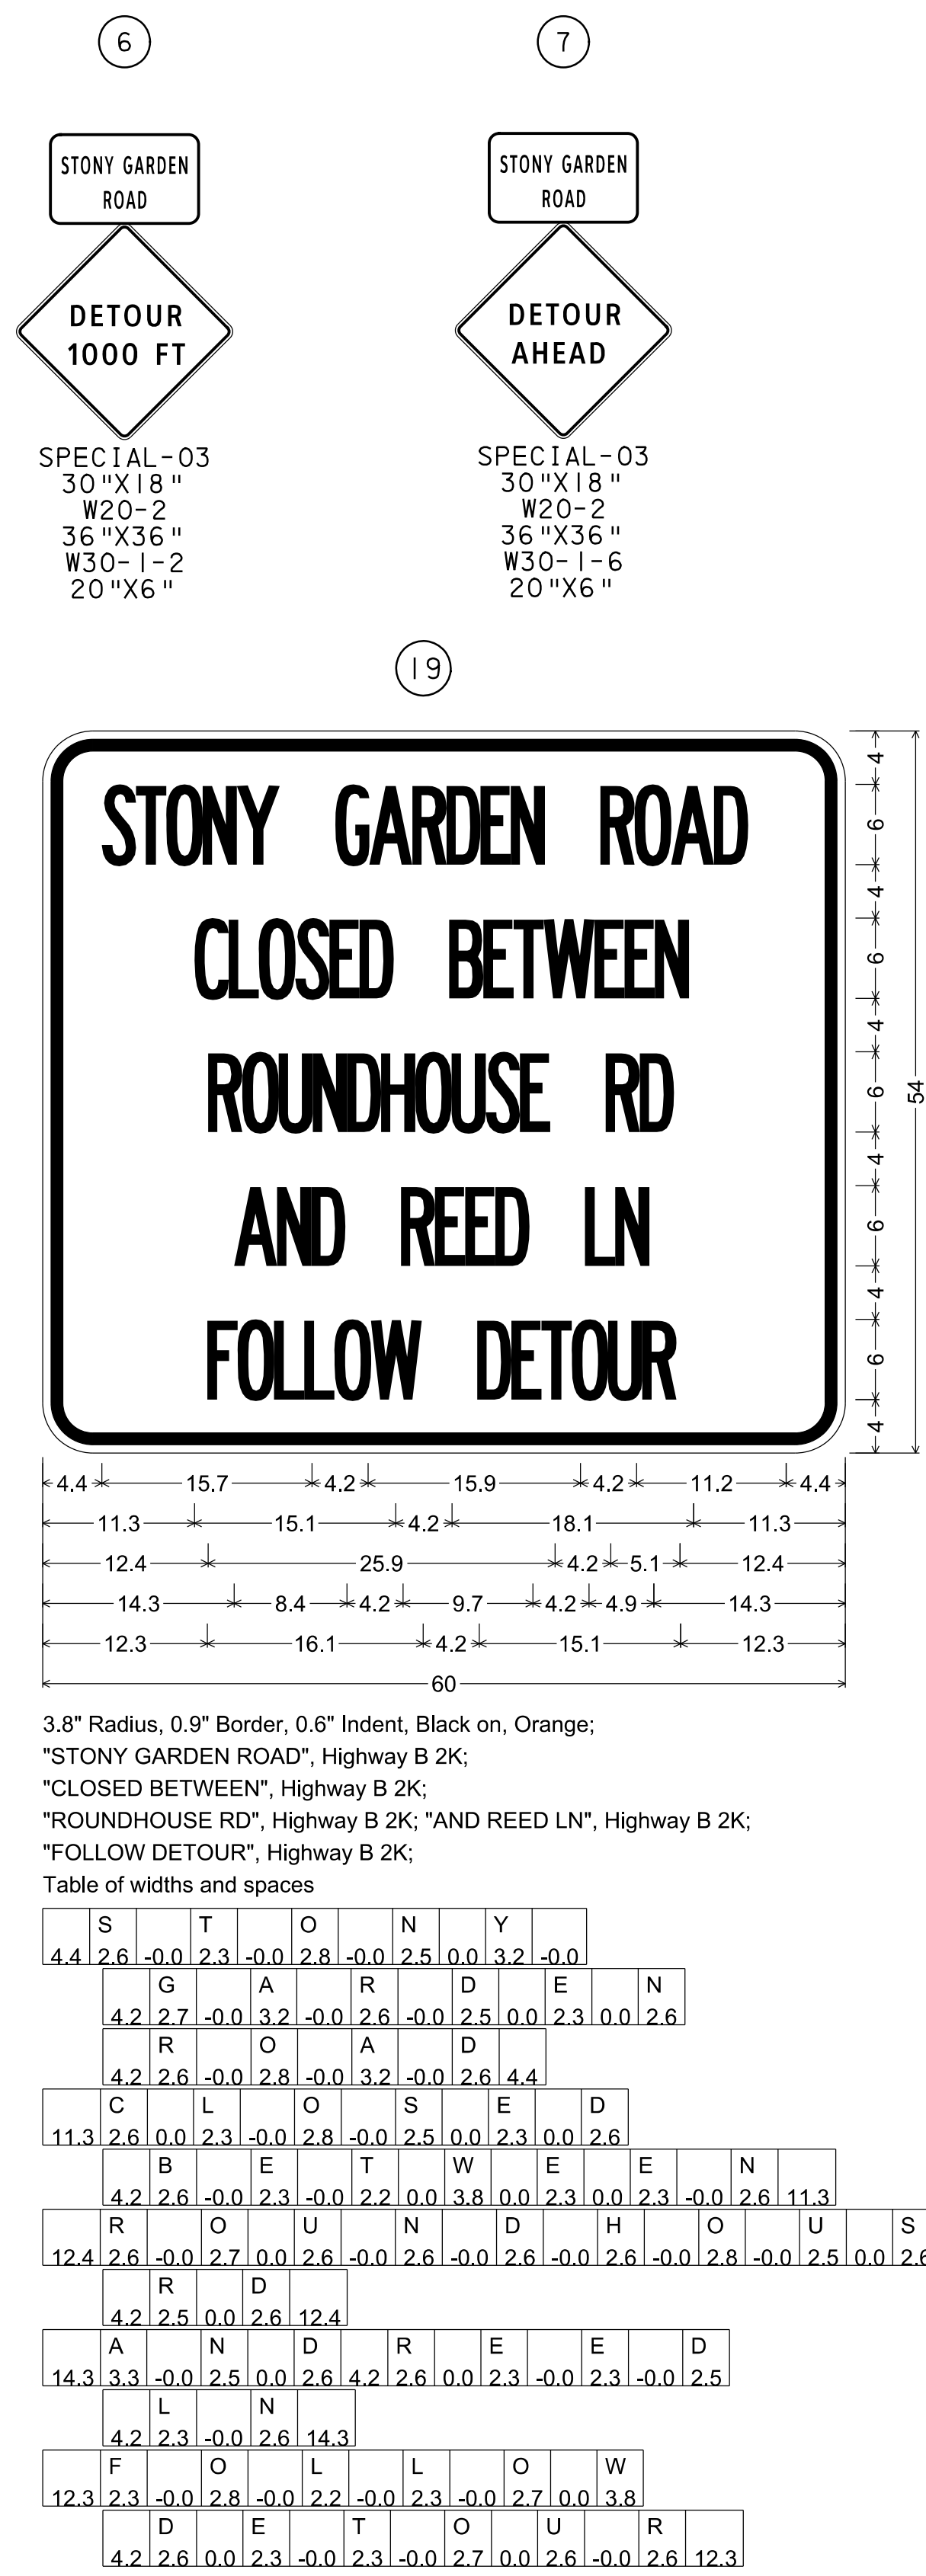 6
7
STONY GARDEN
ROAD
STONY GARDEN
ROAD
DETOUR
1000 FT
DETOUR
AHEAD
SPECIAL-03
30"X18"
W20-2
36"X36"
W30-1-2
20"X6"
SPECIAL-03
30"X18"
W20-2
36"X36"
W30-1-6
20"X6"
19
STONY GARDEN ROAD
CLOSED BETWEEN
ROUNDHOUSE RD
AND REED LN
FOLLOW DETOUR
4
6
4
6
4
6
4
6
4
6
4
54
4.4 15.7 4.2 15.9 4.2 11.2 4.4
11.3 15.1 4.2 18.1 11.3
12.4 25.9 4.2 5.1 12.4
14.3 8.4 4.2 9.7 4.2 4.9 14.3
12.3 16.1 4.2 15.1 12.3
60
3.8" Radius, 0.9" Border, 0.6" Indent, Black on, Orange;
"STONY GARDEN ROAD", Highway B 2K;
"CLOSED BETWEEN", Highway B 2K;
"ROUNDHOUSE RD", Highway B 2K; "AND REED LN", Highway B 2K;
"FOLLOW DETOUR", Highway B 2K;
Table of widths and spaces
S T O N Y
4.4 2.6 -0.0 2.3 -0.0 2.8 -0.0 2.5 0.0 3.2 -0.0
G A R D E N
4.2 2.7 -0.0 3.2 -0.0 2.6 -0.0 2.5 0.0 2.3 0.0 2.6
R O A D
4.2 2.6 -0.0 2.8 -0.0 3.2 -0.0 2.6 4.4
C L O S E D
11.3 2.6 0.0 2.3 -0.0 2.8 -0.0 2.5 0.0 2.3 0.0 2.6
B E T W E E N
4.2 2.6 -0.0 2.3 -0.0 2.2 0.0 3.8 0.0 2.3 0.0 2.3 -0.0 2.6 11.3
R O U N D H O U S
12.4 2.6 -0.0 2.7 0.0 2.6 -0.0 2.6 -0.0 2.6 -0.0 2.6 -0.0 2.8 -0.0 2.5 0.0 2.6
R D
4.2 2.5 0.0 2.6 12.4
A N D R E E D
14.3 3.3 -0.0 2.5 0.0 2.6 4.2 2.6 0.0 2.3 -0.0 2.3 -0.0 2.5
L N
4.2 2.3 -0.0 2.6 14.3
F O L L O W
12.3 2.3 -0.0 2.8 -0.0 2.2 -0.0 2.3 -0.0 2.7 0.0 3.8
D E T O U R
4.2 2.6 0.0 2.3 -0.0 2.3 -0.0 2.7 0.0 2.6 -0.0 2.6 12.3